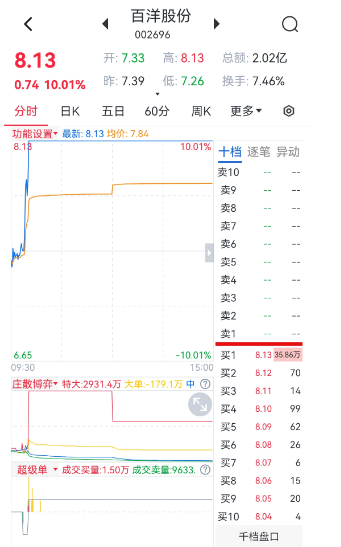 百洋股份
002696
8.13
0.74 10.01%
开: 7.33 高: 8.13 总额: 2.02亿
昨: 7.39 低: 7.26 换手: 7.46%
分时 日K 五日 60分 周K 更多
功能设置 最新: 8.13 均价: 7.84
8.13 10.01%
6.65 -10.01%
09:30 15:00
庄散博弈 特大:2931.4万 大单:-179.1万 中
超级单 成交买量:1.50万 成交卖量:9633.
十档 逐笔 异动
卖10 -- --
卖9 -- --
卖8 -- --
卖7 -- --
卖6 -- --
卖5 -- --
卖4 -- --
卖3 -- --
卖2 -- --
卖1 -- --
买1 8.13 35.86万
买2 8.12 70
买3 8.11 14
买4 8.10 99
买5 8.09 62
买6 8.08 26
买7 8.07 6
买8 8.06 15
买9 8.05 20
买10 8.04 4
千档盘口